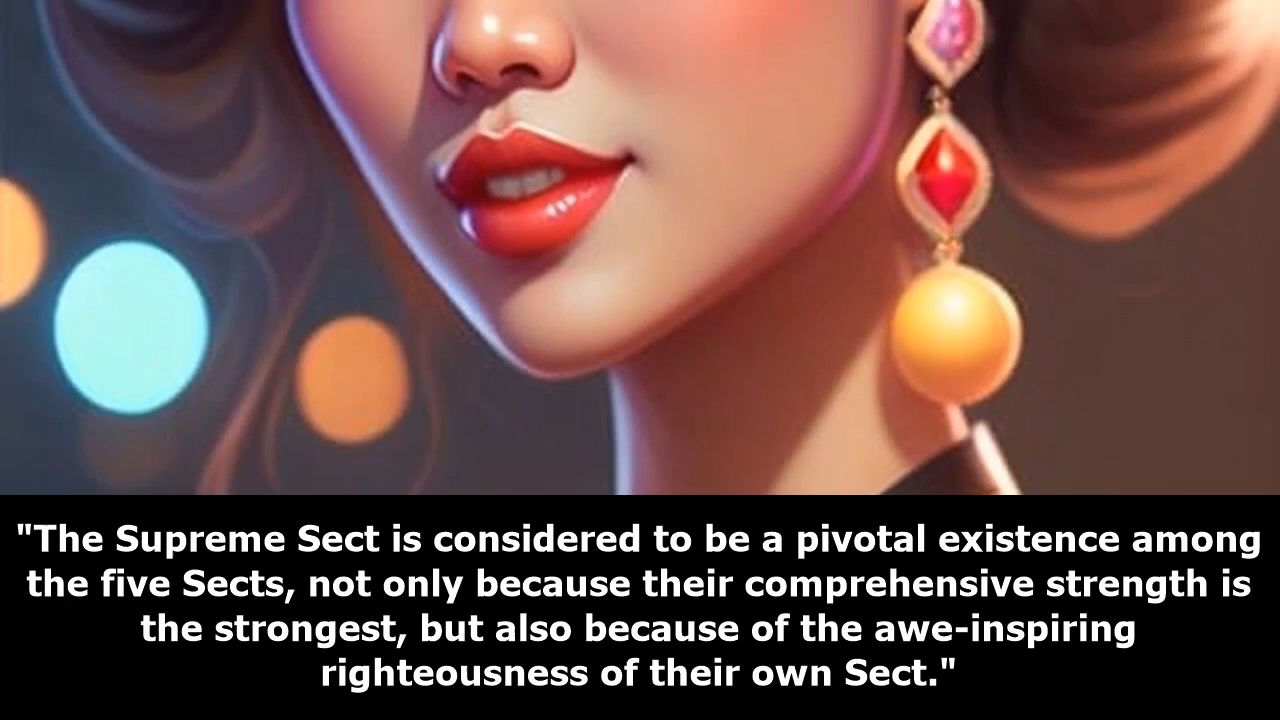 "The Supreme Sect is considered to be a pivotal existence among
the five Sects, not only because their comprehensive strength is
the strongest, but also because of the awe-inspiring
righteousness of their own Sect."